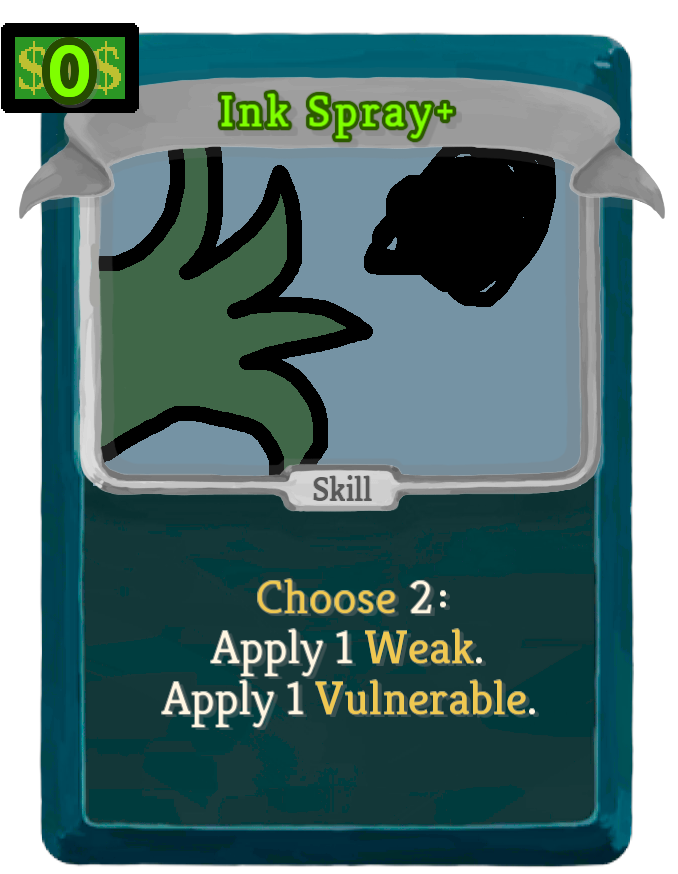 $0$
Ink Spray+
Skill
Choose 2:
Apply 1 Weak.
Apply 1 Vulnerable.